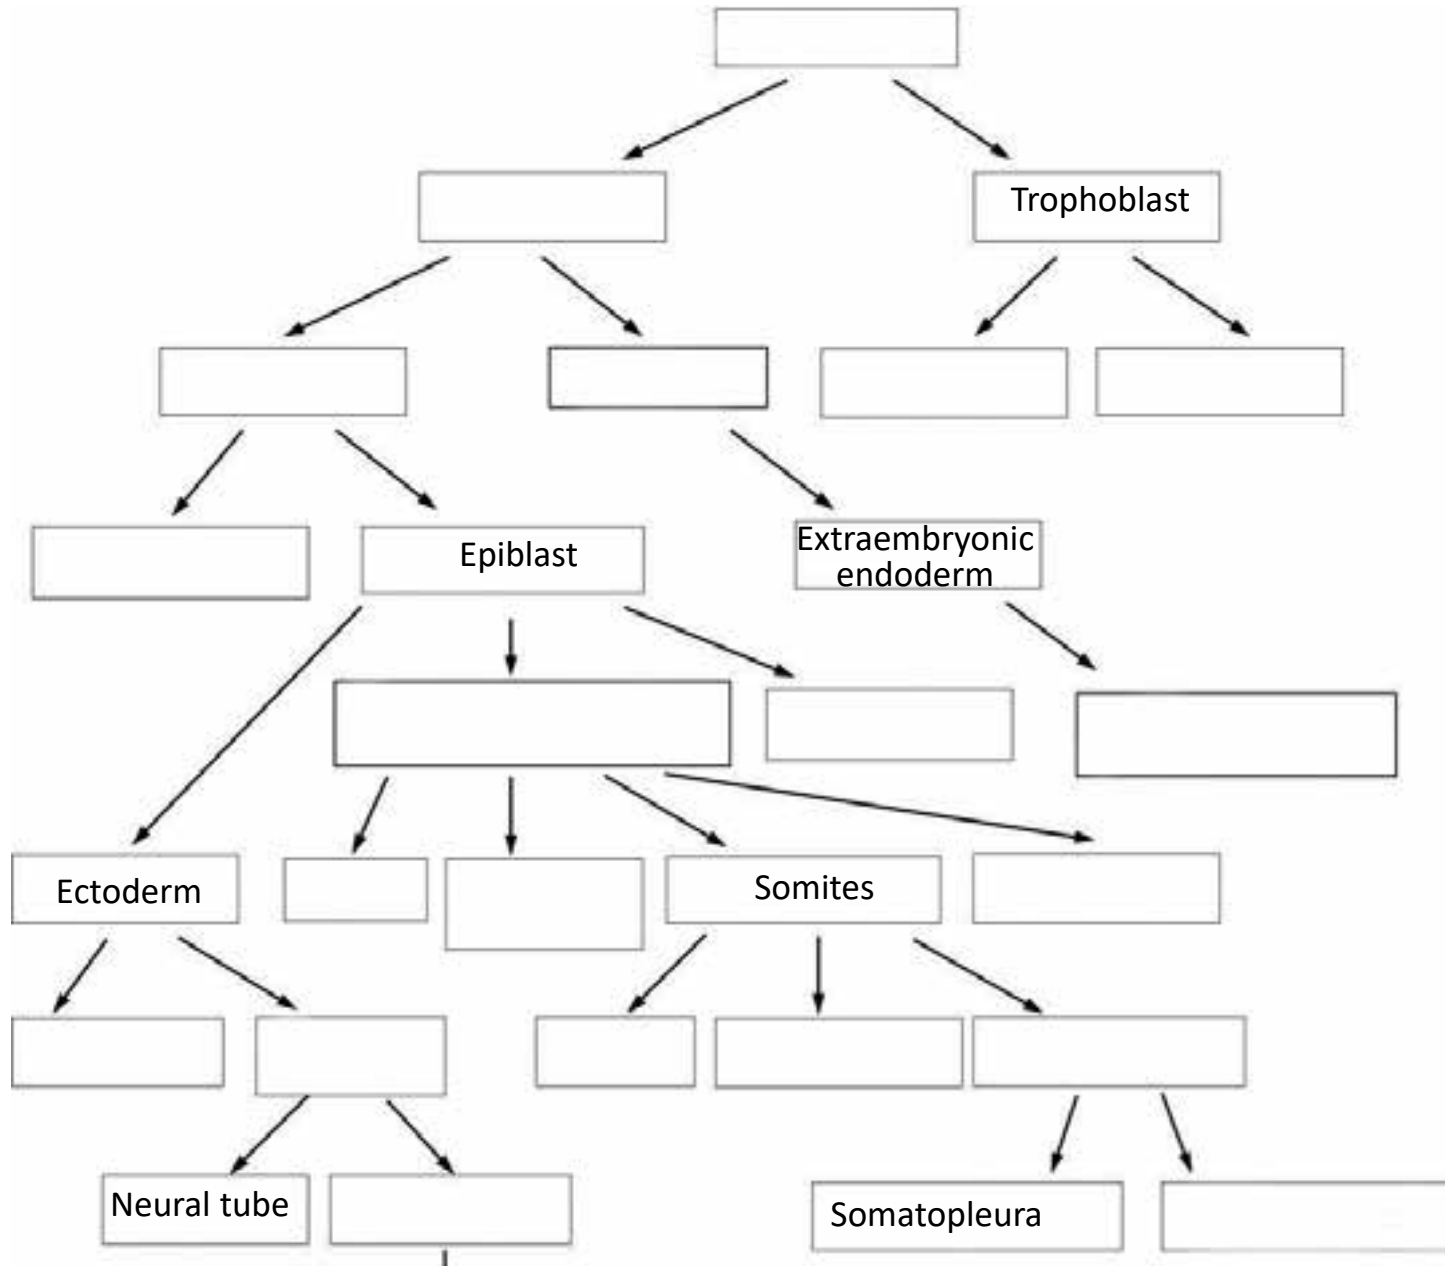 Trophoblast
Epiblast
Extraembryonic
endoderm
Ectoderm
Somites
Neural tube
Somatopleura